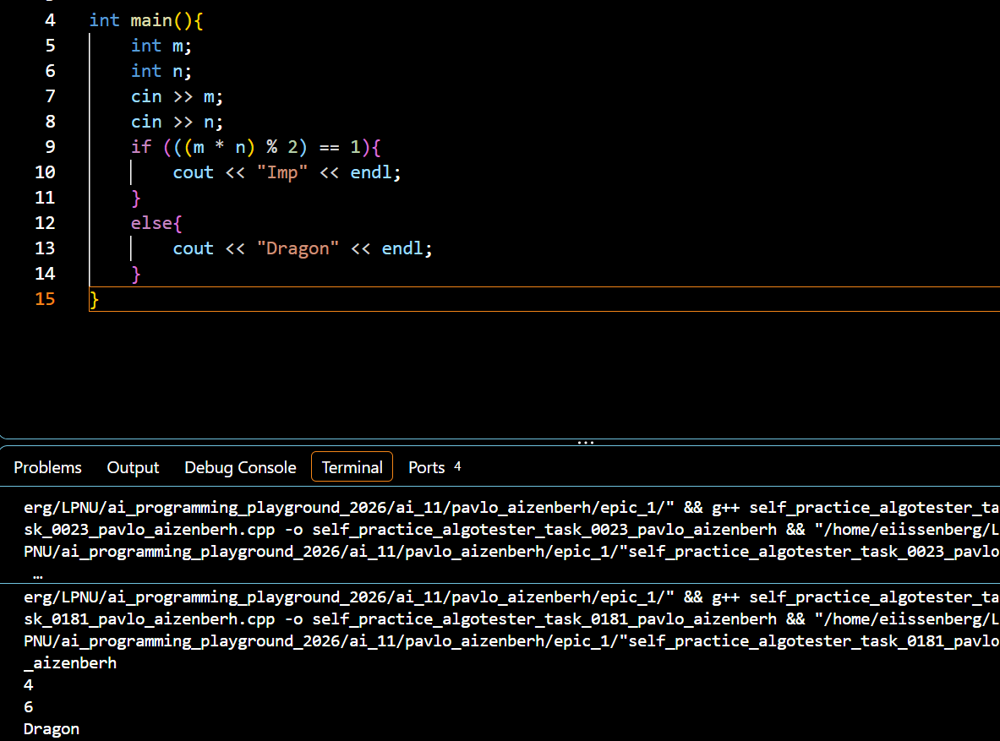 4 int main(){
5 int m;
6 int n;
7 cin >> m;
8 cin >> n;
9 if (((m * n) % 2) == 1){
10 cout << "Imp" << endl;
11 }
12 else{
13 cout << "Dragon" << endl;
14 }
15 }
Problems Output Debug Console Terminal Ports 4
erg/LPNU/ai_programming_playground_2026/ai_11/pavlo_aizenberh/epic_1/" && g++ self_practice_algotester_ta
sk_0023_pavlo_aizenberh.cpp -o self_practice_algotester_task_0023_pavlo_aizenberh && "/home/eiissenberg/L
PNU/ai_programming_playground_2026/ai_11/pavlo_aizenberh/epic_1/"self_practice_algotester_task_0023_pavlo
…
erg/LPNU/ai_programming_playground_2026/ai_11/pavlo_aizenberh/epic_1/" && g++ self_practice_algotester_ta
sk_0181_pavlo_aizenberh.cpp -o self_practice_algotester_task_0181_pavlo_aizenberh && "/home/eiissenberg/L
PNU/ai_programming_playground_2026/ai_11/pavlo_aizenberh/epic_1/"self_practice_algotester_task_0181_pavlo
_aizenberh
4
6
Dragon